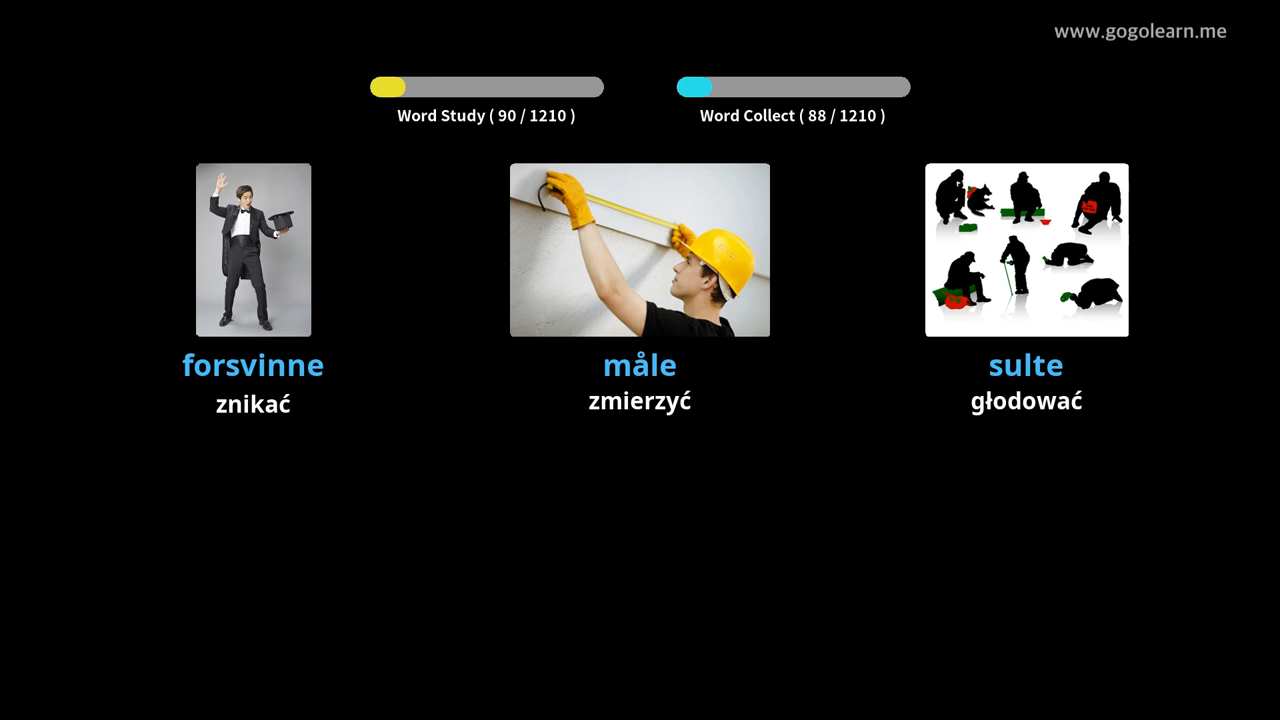 www.gogolearn.me
Word Study ( 90 / 1210 )
Word Collect ( 88 / 1210 )
forsvinne
znikać
måle
zmierzyć
sulte
głodować